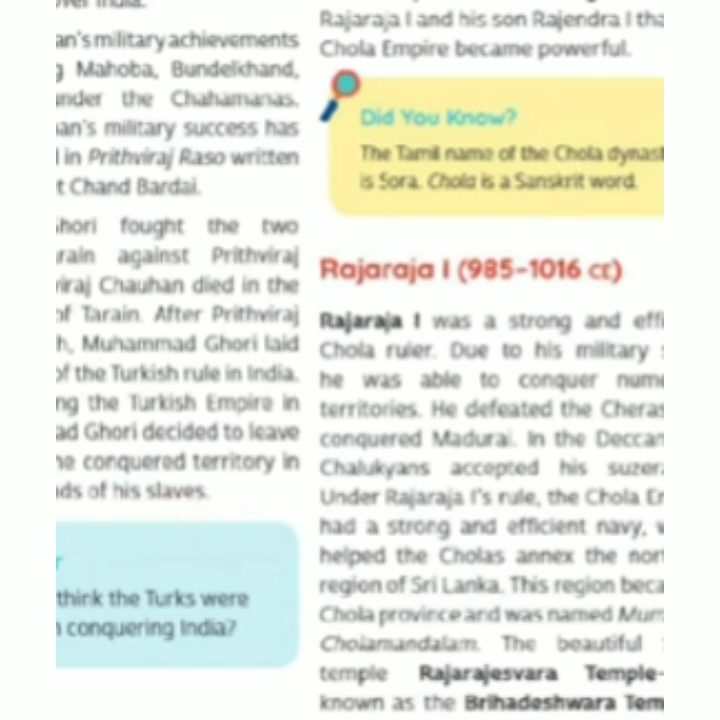 over India.
an's military achievements
g Mahoba, Bundelkhand,
under the Chahamanas.
an's military success has
in Prithviraj Raso written
t Chand Bardai.
Ghori fought the two
rain against Prithviraj
viraj Chauhan died in the
of Tarain. After Prithviraj
h, Muhammad Ghori laid
of the Turkish rule in India.
ng the Turkish Empire in
ad Ghori decided to leave
he conquered territory in
ds of his slaves.
r
think the Turks were
n conquering India?
Rajaraja I and his son Rajendra I tha
Chola Empire became powerful.
Did You Know?
The Tamil name of the Chola dynast
is Sora. Chola is a Sanskrit word.
Rajaraja I (985–1016 CE)
Rajaraja I was a strong and effi
Chola ruler. Due to his military
he was able to conquer nume
territories. He defeated the Cheras
conquered Madurai. In the Deccan
Chalukyans accepted his suzer
Under Rajaraja I's rule, the Chola Em
had a strong and efficient navy, w
helped the Cholas annex the nor
region of Sri Lanka. This region beca
Chola province and was named Mum
Cholamandalam. The beautiful
temple Rajarajesvara Temple-
known as the Brihadeshwara Tem